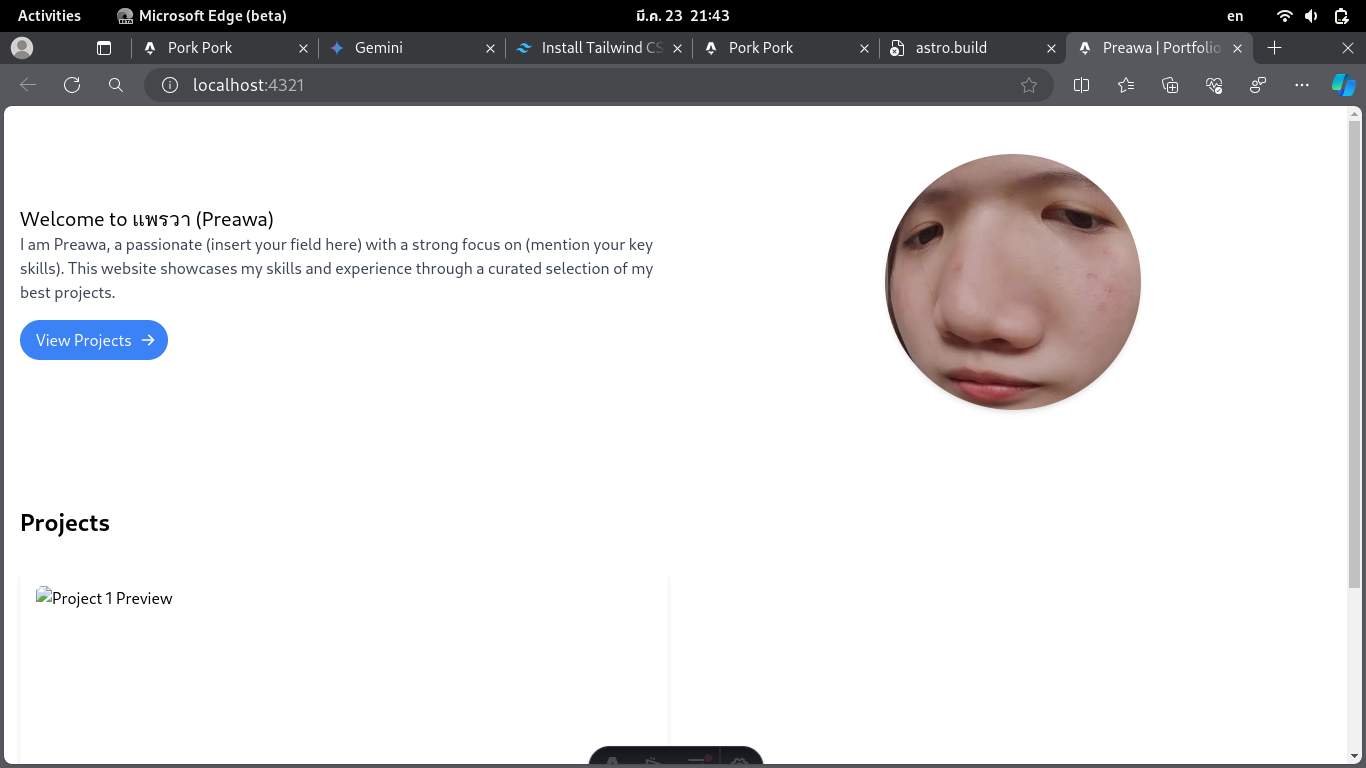 Activities
Microsoft Edge (beta)
มี.ค. 23 21:43
en
Pork Pork
Gemini
Install Tailwind CS
Pork Pork
astro.build
Preawa | Portfolio
localhost:4321
Welcome to แพรวา (Preawa)
I am Preawa, a passionate (insert your field here) with a strong focus on (mention your key
skills). This website showcases my skills and experience through a curated selection of my
best projects.
View Projects
Projects
Project 1 Preview